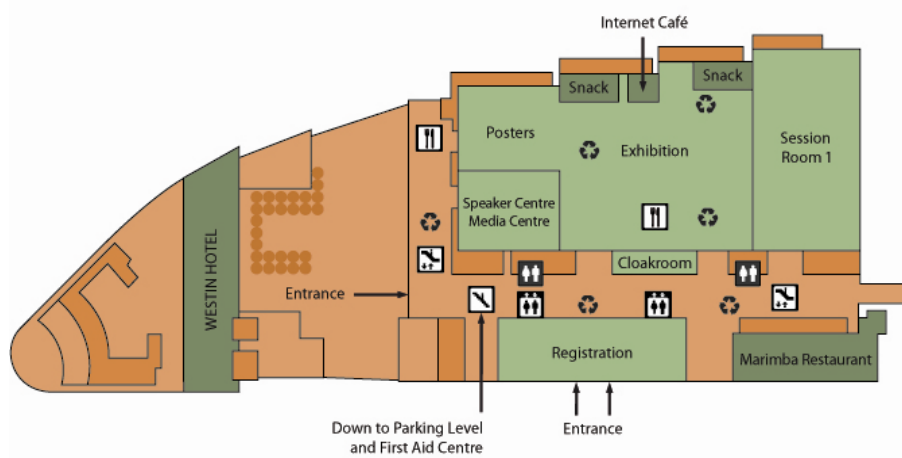 Internet Café
Snack
Snack
Posters
Exhibition
Session
Room 1
Speaker Centre
Media Centre
WESTIN HOTEL
Cloakroom
Entrance
Registration
Marimba Restaurant
Down to Parking Level
and First Aid Centre
Entrance